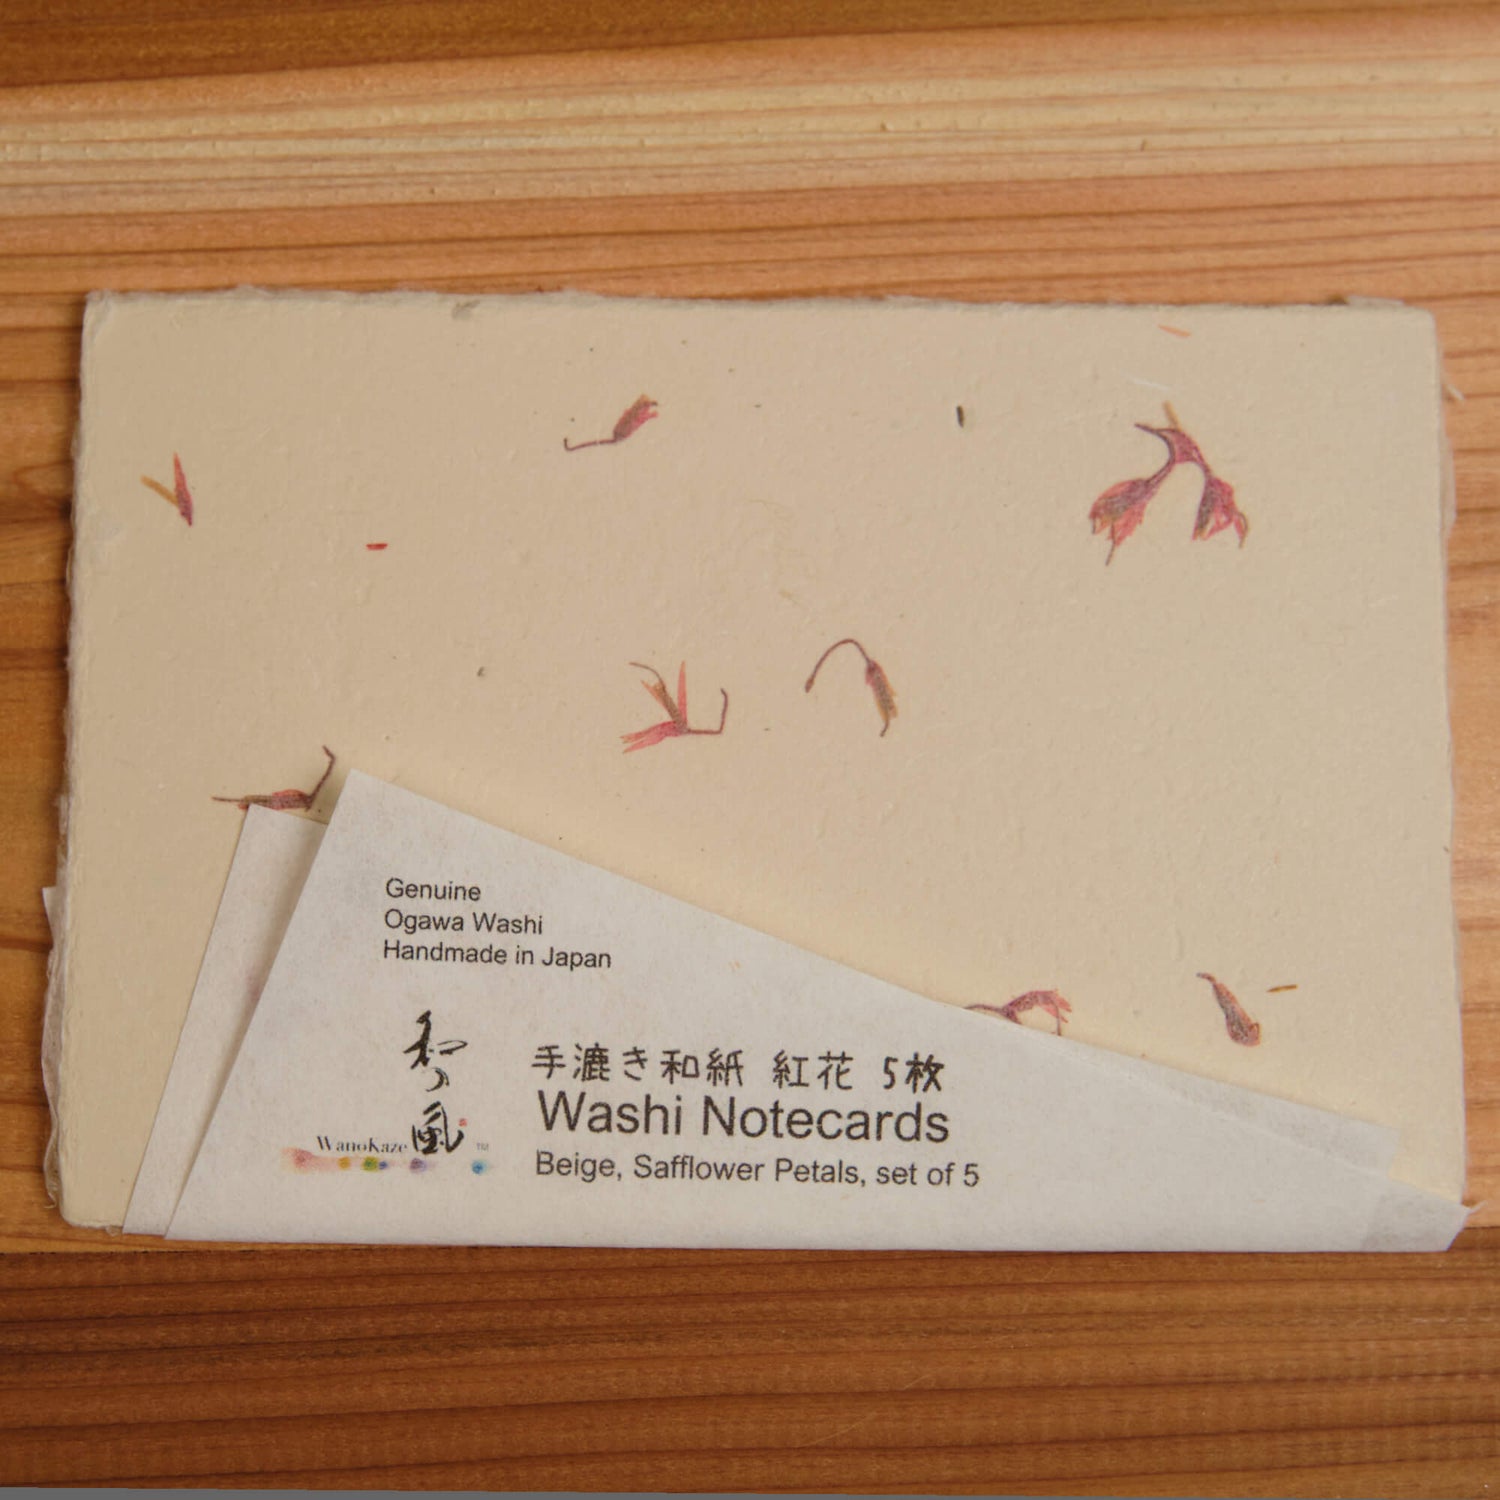 Genuine
Ogawa Washi
Handmade in Japan
和の風
WanoKaze ™
手漉き和紙 紅花 5枚
Washi Notecards
Beige, Safflower Petals, set of 5